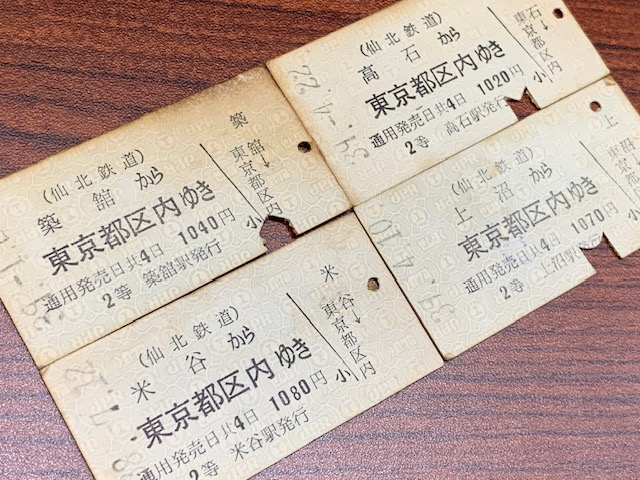 (仙北鉄道)
築館から
東京都区内ゆき
通用発売日共4日 1040円
2等 築館駅発行
築館→
東京都区内
小
(仙北鉄道)
高石から
東京都区内ゆき
通用発売日共4日 1020円
2等 高石駅発行
石→
東京都区内
小
39.-4.22
(仙北鉄道)
米谷から
東京都区内ゆき
通用発売日共4日 1080円
2等 米谷駅発行
米谷→
東京都区内
小
(仙北鉄道)
上沼から
東京都区内ゆき
通用発売日共4日 1070円
2等 上沼駅
上沼→